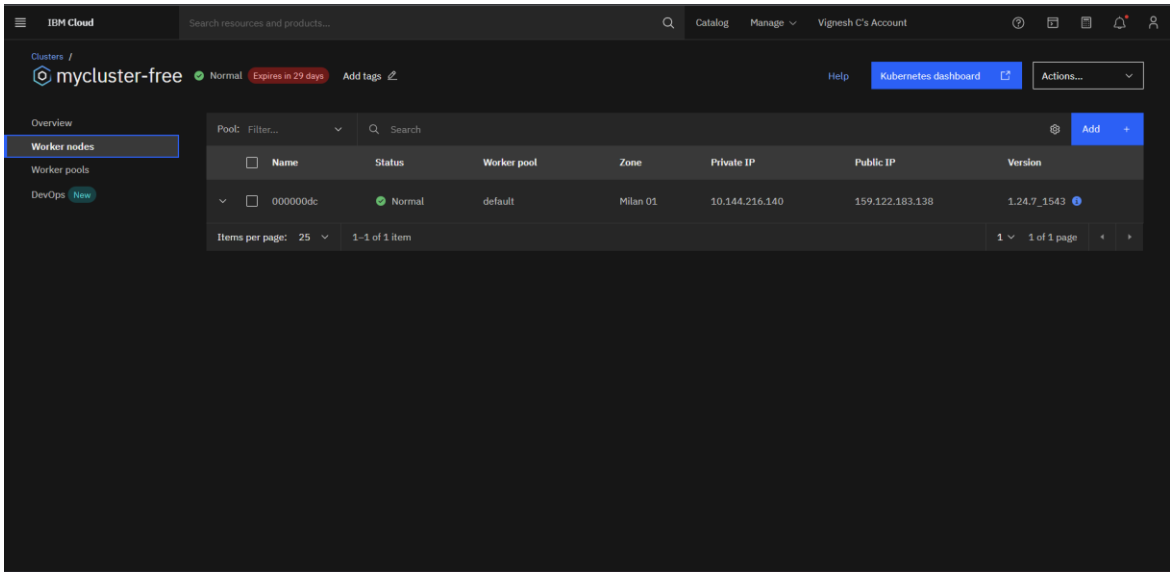 IBM Cloud Search resources and products... Catalog Manage Vignesh C's Account
Clusters /
mycluster-free Normal Expires in 29 days Add tags Help Kubernetes dashboard Actions...
Overview
Worker nodes
Worker pools
DevOps New
Pool: Filter... Search Add +
Name Status Worker pool Zone Private IP Public IP Version
000000dc Normal default Milan 01 10.144.216.140 159.122.183.138 1.24.7_1543
Items per page: 25 1–1 of 1 item 1 1 of 1 page